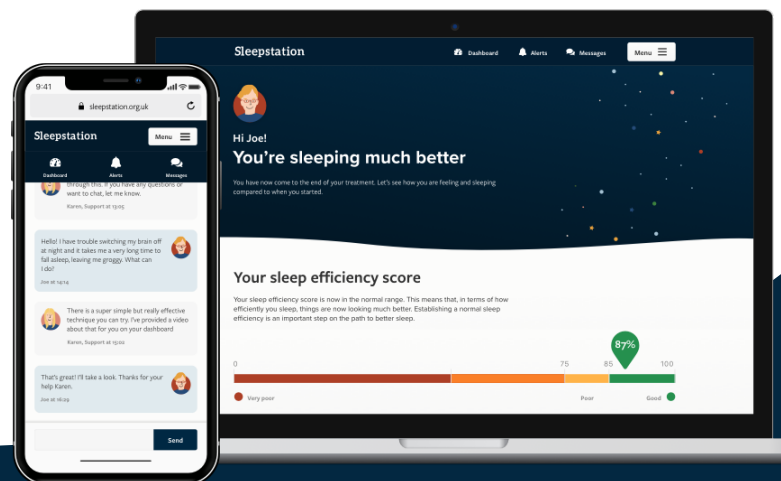 9:41
sleepstation.org.uk
Sleepstation
Menu
Dashboard
Alerts
Messages
through this. If you have any questions or
want to chat, let me know.
Karen, Support at 13:05
Hello! I have trouble switching my brain off
at night and it takes me a very long time to
fall asleep, leaving me groggy. What can
I do?
Joe at 14:14
There is a super simple but really effective
technique you can try. I've provided a video
about that for you on your dashboard
Karen, Support at 15:02
That's great! I'll take a look. Thanks for your
help Karen.
Joe at 16:29
Send
Sleepstation
Dashboard
Alerts
Messages
Menu
Hi Joe!
You're sleeping much better
You have now come to the end of your treatment. Let's see how you are feeling and sleeping
compared to when you started.
Your sleep efficiency score
Your sleep efficiency score is now in the normal range. This means that, in terms of how
efficiently you sleep, things are now looking much better. Establishing a normal sleep
efficiency is an important step on the path to better sleep.
87%
0
75
85
100
Very poor
Poor
Good